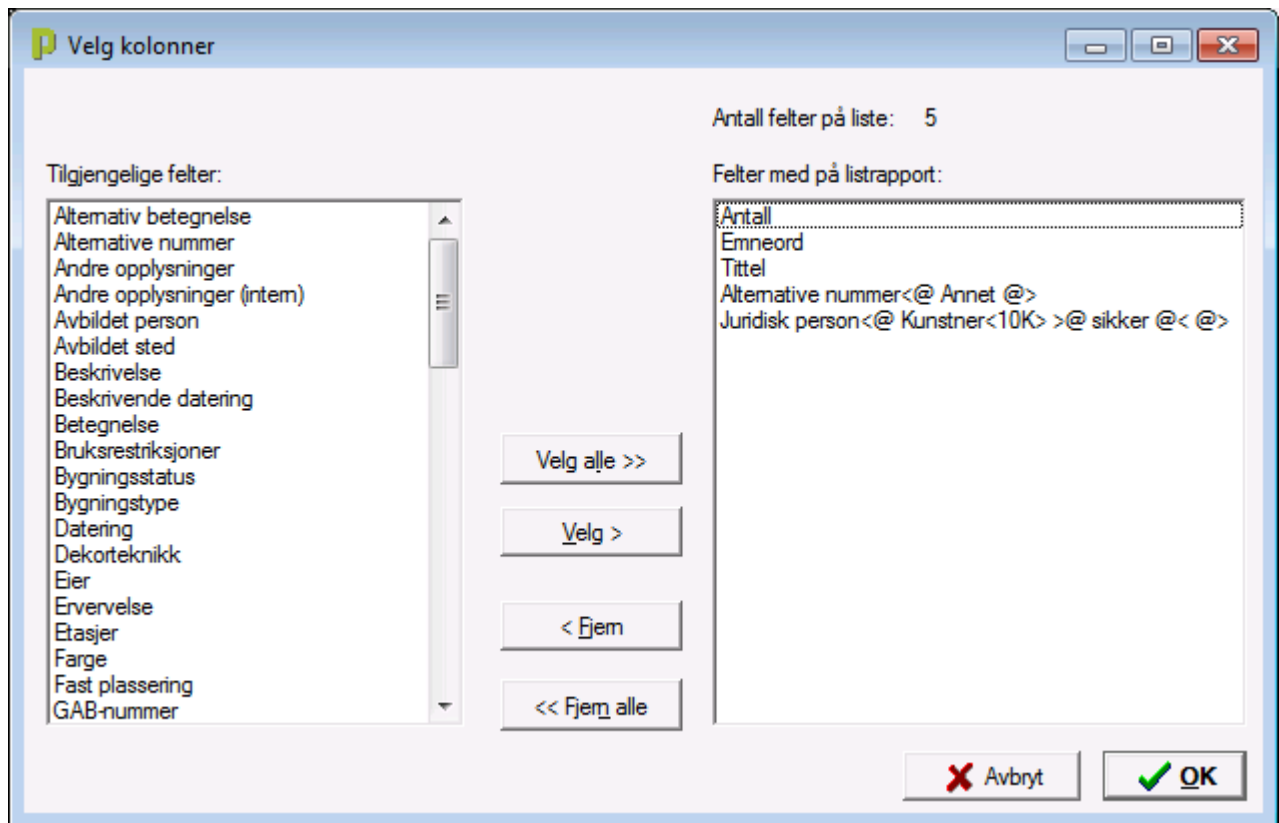 Velg kolonner
Antall felter på liste: 5
Tilgjengelige felter:
Alternativ betegnelse
Alternative nummer
Andre opplysninger
Andre opplysninger (intern)
Avbildet person
Avbildet sted
Beskrivelse
Beskrivende datering
Betegnelse
Bruksrestriksjoner
Bygningsstatus
Bygningstype
Datering
Dekorteknikk
Eier
Ervervelse
Etasjer
Farge
Fast plassering
GAB-nummer
Velg alle >>
Velg >
< Fjern
<< Fjern alle
Felter med på listrapport:
Antall
Emneord
Tittel
Alternative nummer<@ Annet @>
Juridisk person<@ Kunstner<10K> >@ sikker @< @>
Avbryt
OK